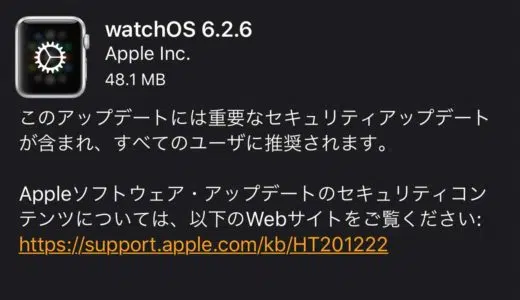 watchOS 6.2.6
Apple Inc.
48.1 MB
このアップデートには重要なセキュリティアップデート
が含まれ、すべてのユーザに推奨されます。
Appleソフトウェア・アップデートのセキュリティコン
テンツについては、以下のWebサイトをご覧ください:
https://support.apple.com/kb/HT201222